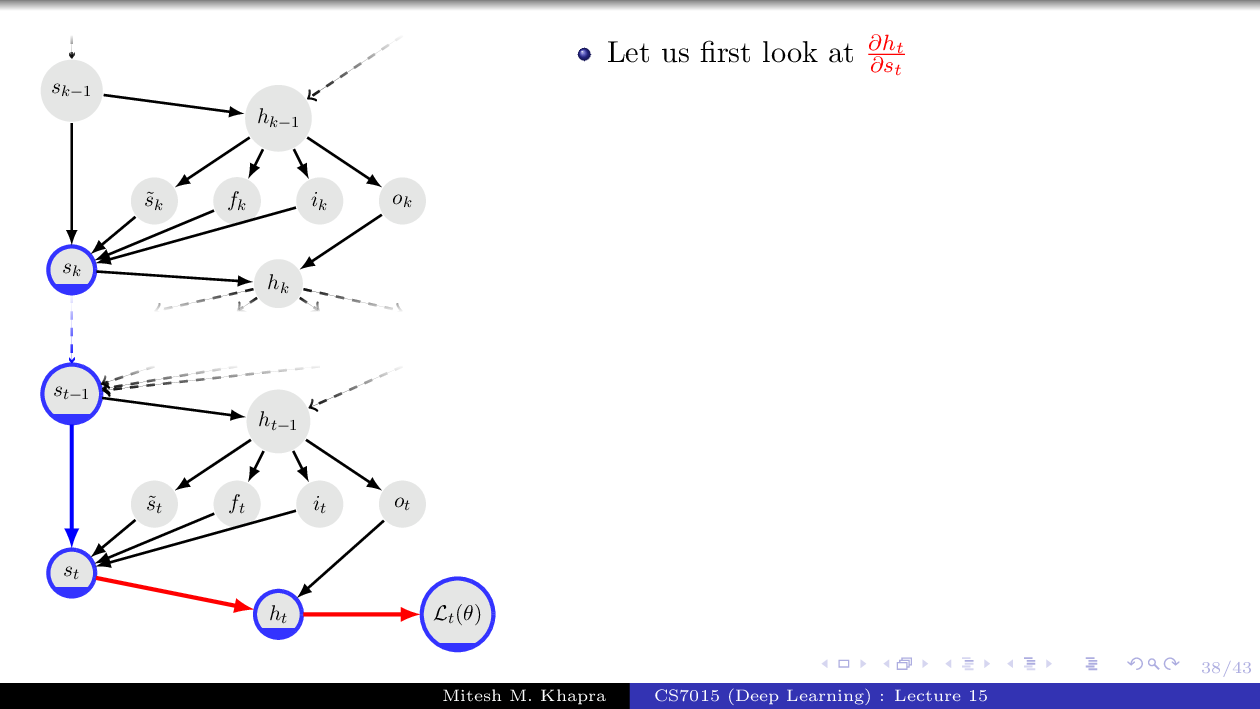 Let us first look at ∂h_t/∂s_t
s_{k−1}
h_{k−1}
s̃_k f_k i_k o_k
s_k
h_k
s_{t−1}
h_{t−1}
s̃_t f_t i_t o_t
s_t
h_t ℒ_t(θ)
38/43
Mitesh M. Khapra CS7015 (Deep Learning) : Lecture 15